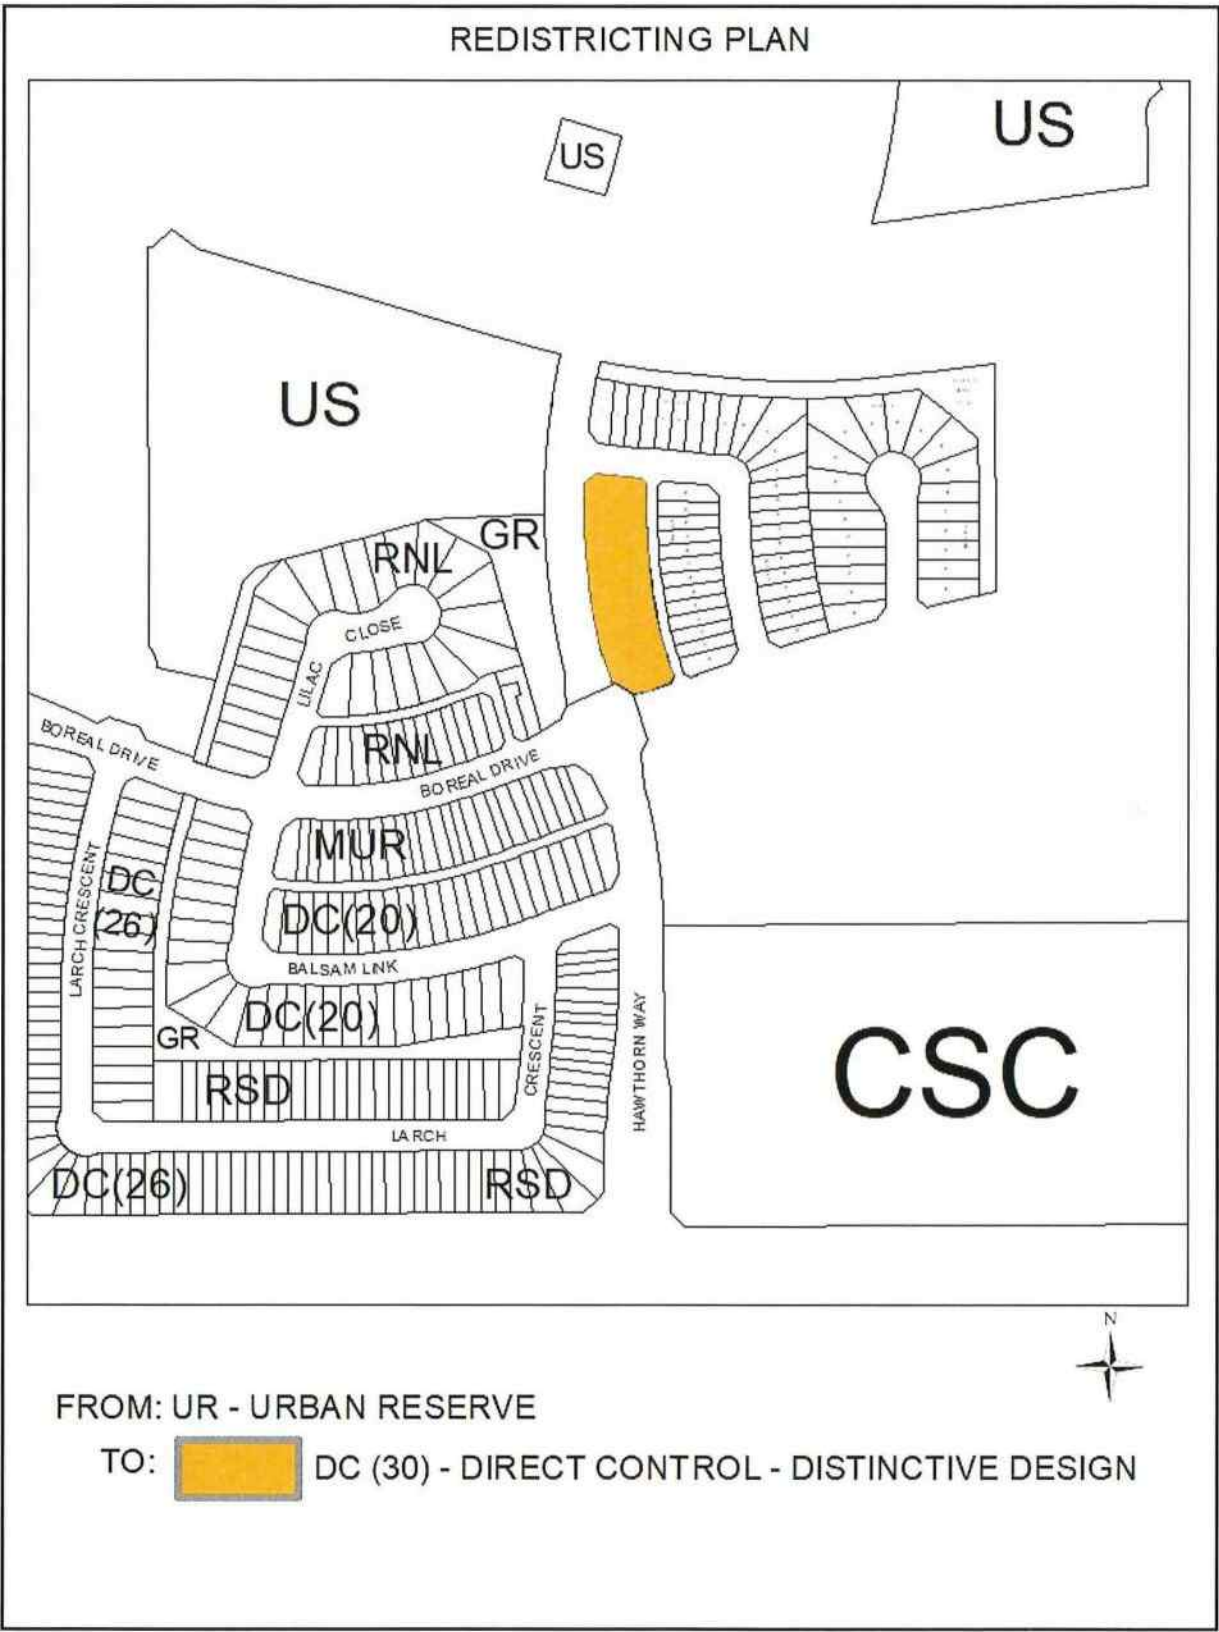 REDISTRICTING PLAN
US
US
US
GR
RNL
CLOSE
LILAC
RNL
BOREAL DRIVE
BOREAL DRIVE
MUR
LARCH CRESCENT
DC
(26)
DC(20)
BALSAM LINK
DC(20)
GR
CRESCENT
HAWTHORN WAY
CSC
RSD
LARCH
DC(26)
RSD
N
FROM: UR - URBAN RESERVE
TO: DC (30) - DIRECT CONTROL - DISTINCTIVE DESIGN